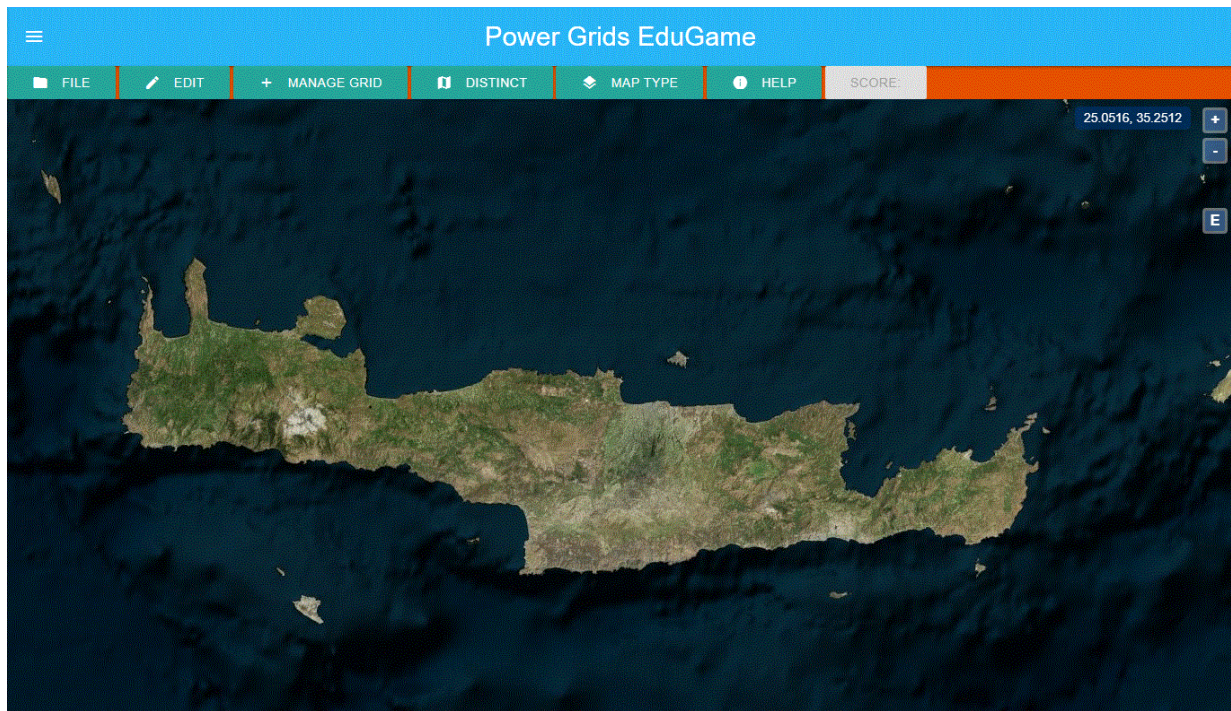 Power Grids EduGame
FILE EDIT + MANAGE GRID DISTINCT MAP TYPE HELP SCORE:
25.0516, 35.2512 +
-
E